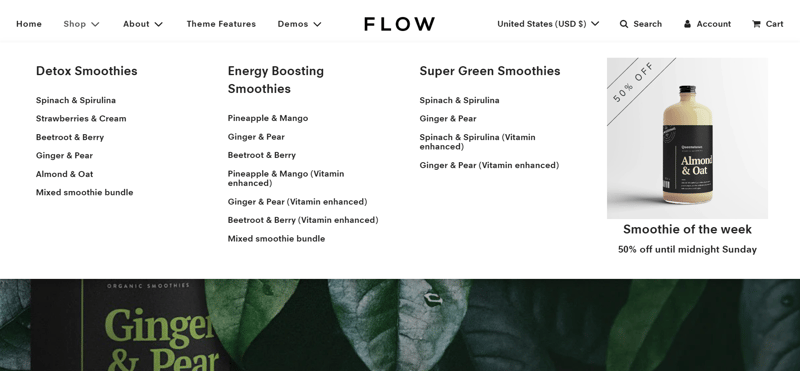 Home
Shop
About
Theme Features
Demos
FLOW
United States (USD $)
Search
Account
Cart
Detox Smoothies
Spinach & Spirulina
Strawberries & Cream
Beetroot & Berry
Ginger & Pear
Almond & Oat
Mixed smoothie bundle
Energy Boosting
Smoothies
Pineapple & Mango
Ginger & Pear
Beetroot & Berry
Pineapple & Mango (Vitamin
enhanced)
Ginger & Pear (Vitamin enhanced)
Beetroot & Berry (Vitamin enhanced)
Mixed smoothie bundle
Super Green Smoothies
Spinach & Spirulina
Ginger & Pear
Spinach & Spirulina (Vitamin
enhanced)
Ginger & Pear (Vitamin enhanced)
50% OFF
Almond
& Oat
Smoothie of the week
50% off until midnight Sunday
ORGANIC SMOOTHIES
Ginger
& Pear